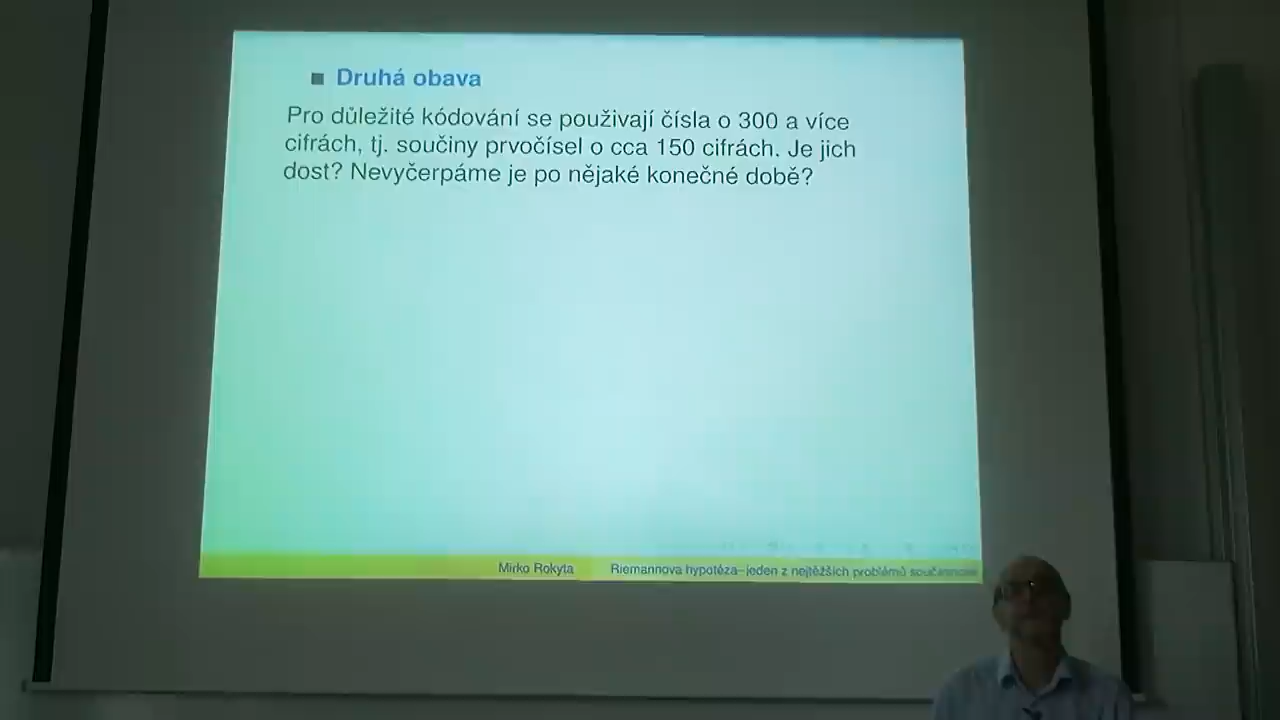 Druhá obava
Pro důležité kódování se použivají čísla o 300 a více
cifrách, tj. součiny prvočísel o cca 150 cifrách. Je jich
dost? Nevyčerpáme je po nějaké konečné době?
Mirko Rokyta Riemannova hypotéza–jeden z nejtěžších problémů současnosti